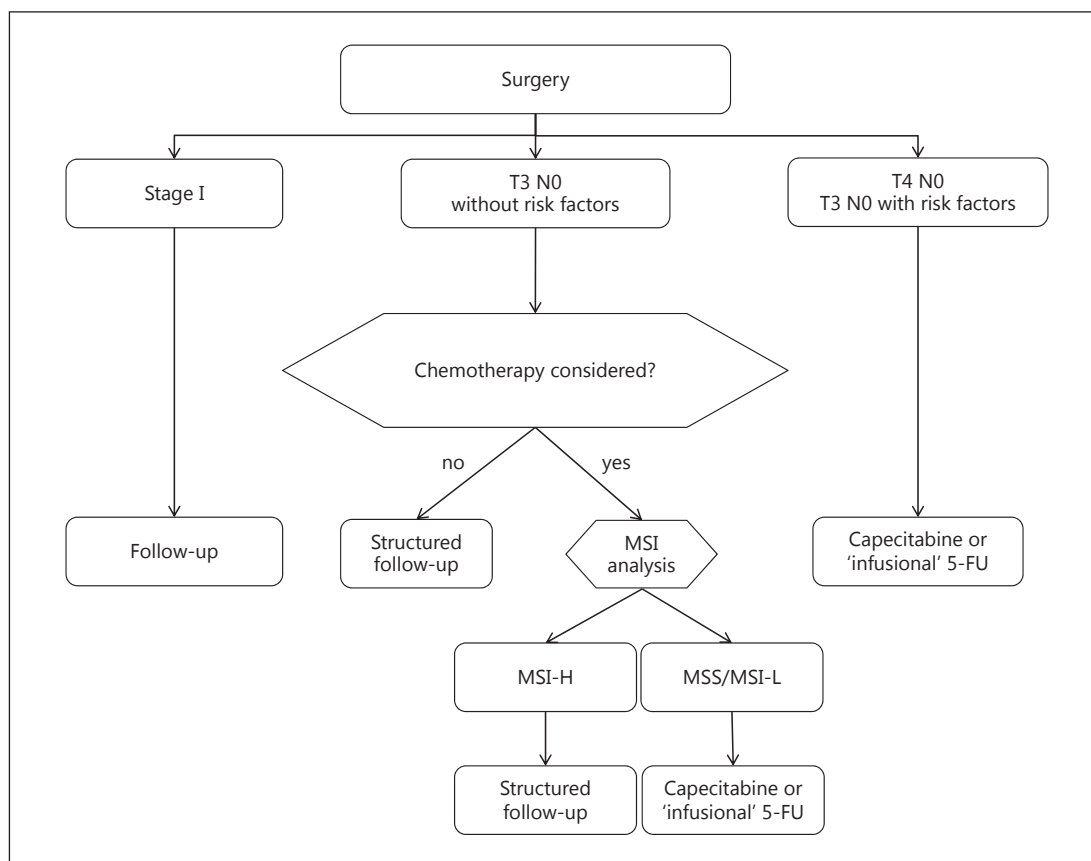 Surgery
Stage I
T3 N0
without risk factors
T4 N0
T3 N0 with risk factors
Chemotherapy considered?
no
yes
Follow-up
Structured
follow-up
MSI
analysis
Capecitabine or
‘infusional’ 5-FU
MSI-H
MSS/MSI-L
Structured
follow-up
Capecitabine or
‘infusional’ 5-FU